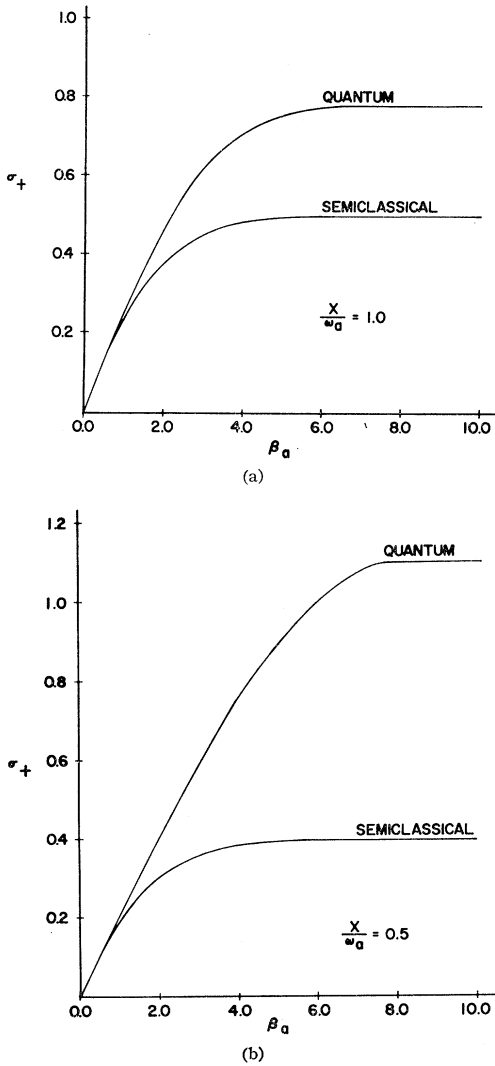 1.0
0.8
QUANTUM
0.6
σ+
SEMICLASSICAL
0.4
X/ωa = 1.0
0.2
0.0 2.0 4.0 6.0 8.0 10.0
βa
(a)
1.2
QUANTUM
1.0
0.8
σ+
0.6
SEMICLASSICAL
0.4
0.2
X/ωa = 0.5
0.0 2.0 4.0 6.0 8.0 10.0
βa
(b)